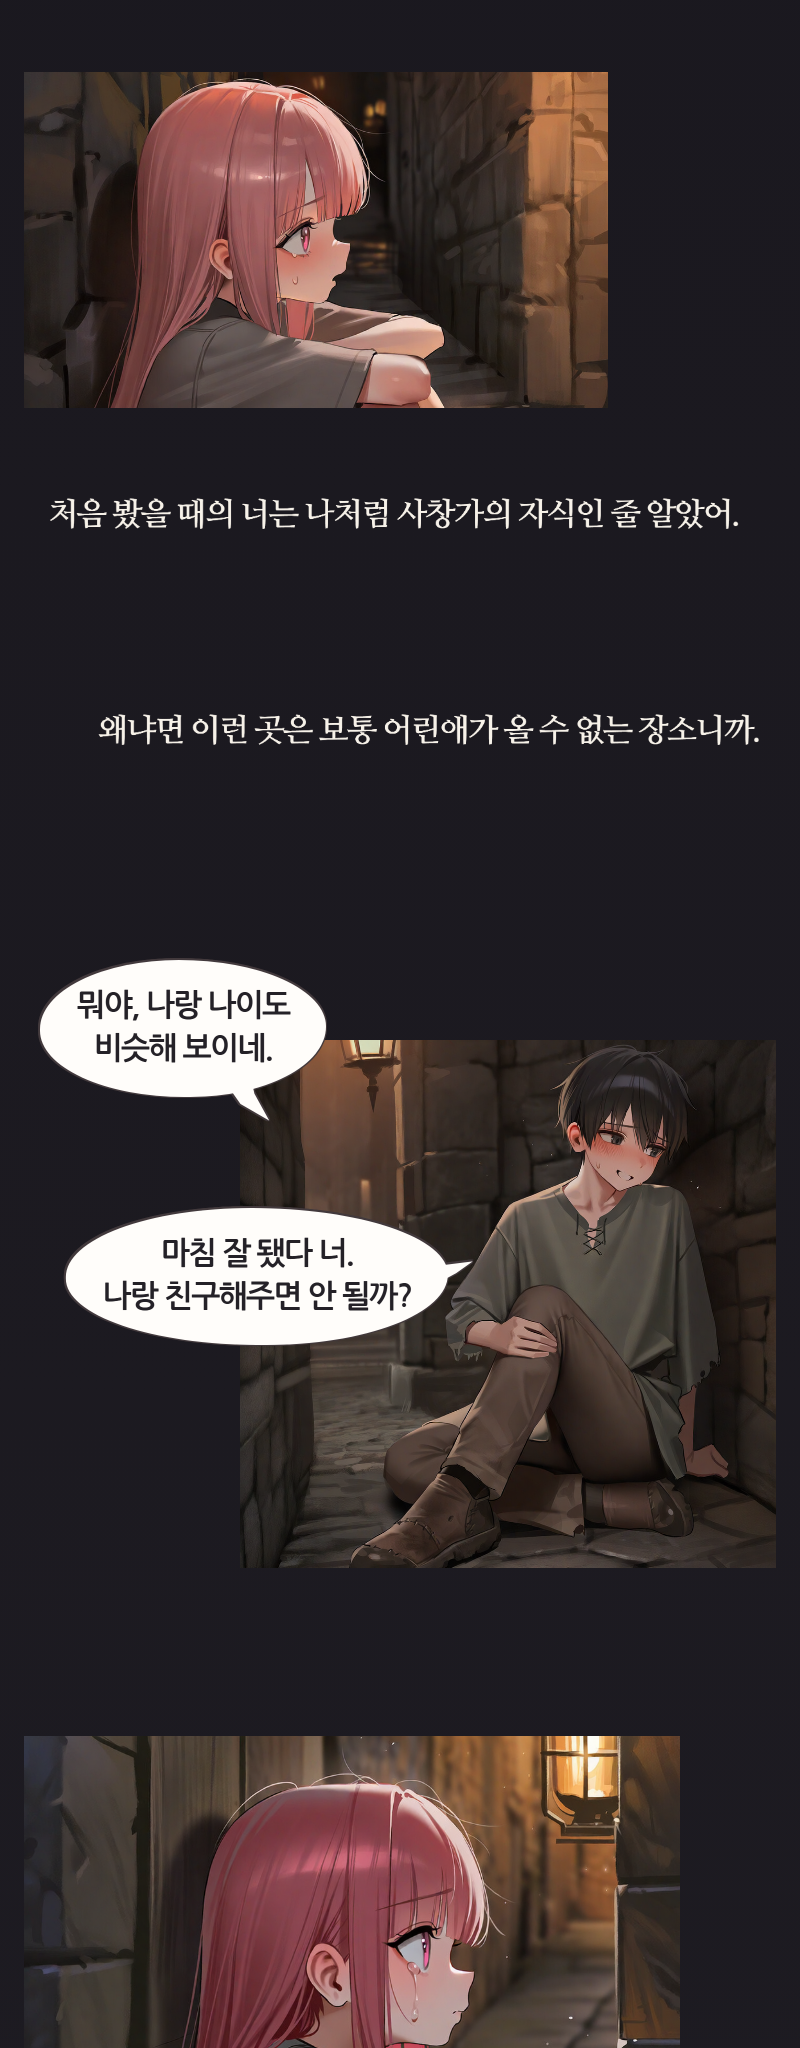 처음 봤을 때의 너는 나처럼 사창가의 자식인 줄 알았어.
왜냐면 이런 곳은 보통 어린애가 올 수 없는 장소니까.
뭐야, 나랑 나이도
비슷해 보이네.
마침 잘 됐다 너.
나랑 친구해주면 안 될까?